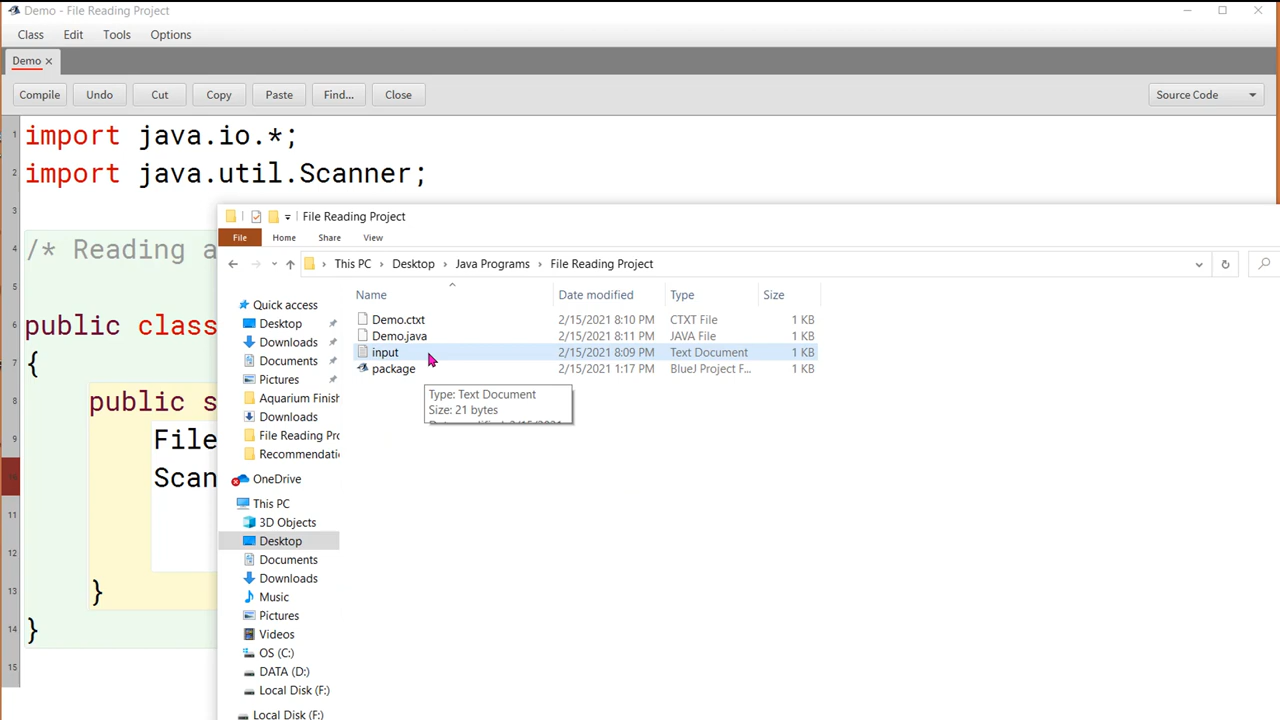 Demo - File Reading Project
Class Edit Tools Options
Demo ×
Compile Undo Cut Copy Paste Find... Close Source Code
1 import java.io.*;
2 import java.util.Scanner;
3
4 /* Reading a
5
6 public class
7 {
8 public s
9 File
Scan
11
12
13 }
14 }
15
File Reading Project
File Home Share View
This PC › Desktop › Java Programs › File Reading Project
Name Date modified Type Size
Demo.ctxt 2/15/2021 8:10 PM CTXT File 1 KB
Demo.java 2/15/2021 8:11 PM JAVA File 1 KB
input 2/15/2021 8:09 PM Text Document 1 KB
package 2/15/2021 1:17 PM BlueJ Project F... 1 KB
Type: Text Document
Size: 21 bytes
Quick access
Desktop
Downloads
Documents
Pictures
Aquarium Finish
Downloads
File Reading Pro
Recommendati
OneDrive
This PC
3D Objects
Desktop
Documents
Downloads
Music
Pictures
Videos
OS (C:)
DATA (D:)
Local Disk (F:)
Local Disk (F:)